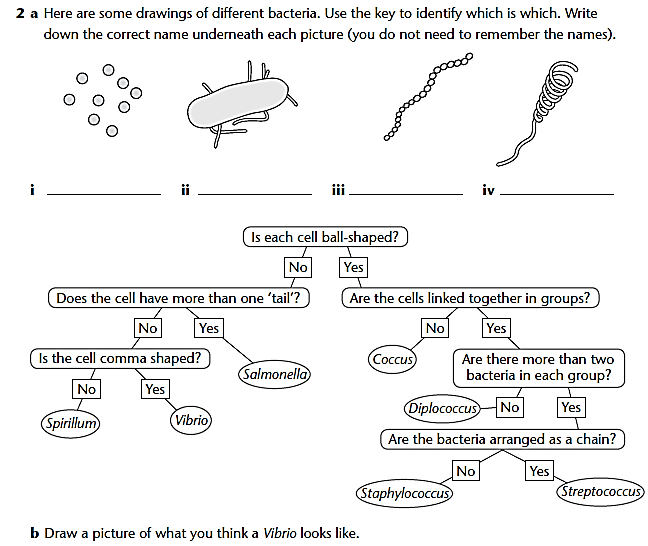 2 a Here are some drawings of different bacteria. Use the key to identify which is which. Write
down the correct name underneath each picture (you do not need to remember the names).
i ____________ ii ____________ iii ____________ iv ____________
Is each cell ball-shaped?
No Yes
Does the cell have more than one 'tail'? Are the cells linked together in groups?
No Yes No Yes
Is the cell comma shaped? Salmonella Coccus Are there more than two
bacteria in each group?
No Yes Diplococcus No Yes
Spirillum Vibrio
Are the bacteria arranged as a chain?
No Yes
Staphylococcus Streptococcus
b Draw a picture of what you think a Vibrio looks like.